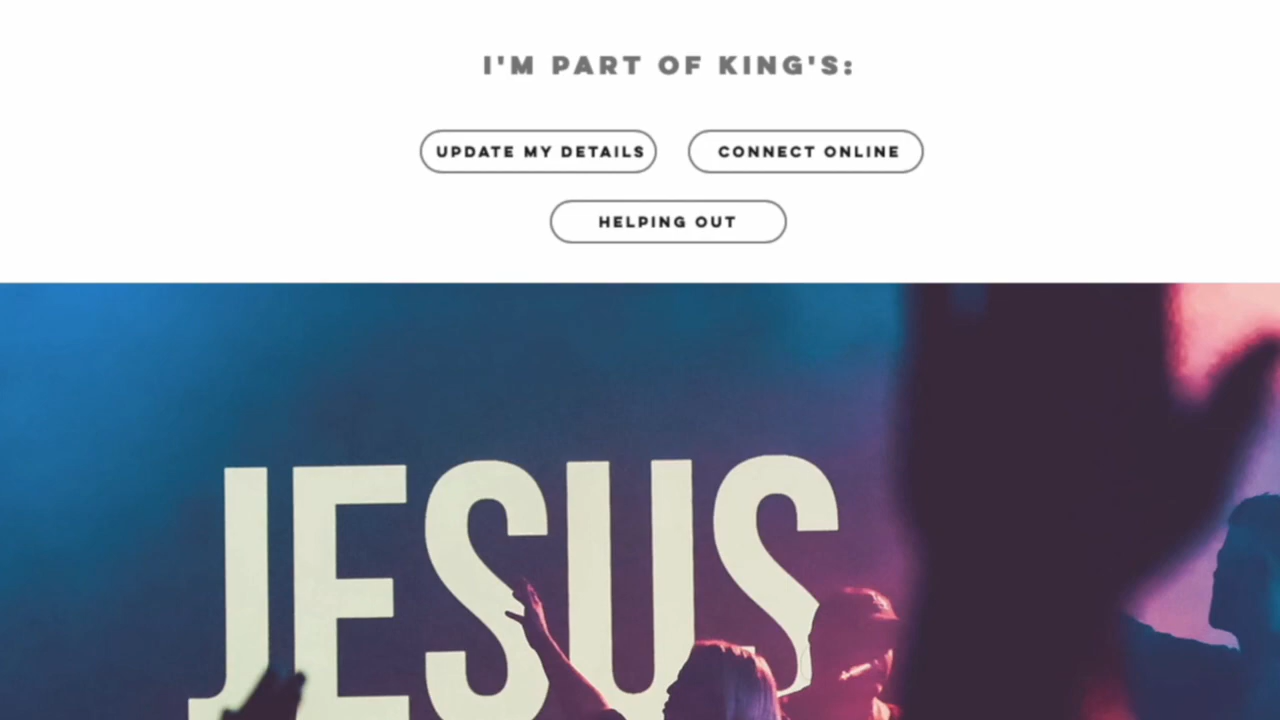 I'M PART OF KING'S:
UPDATE MY DETAILS
CONNECT ONLINE
HELPING OUT
JESUS